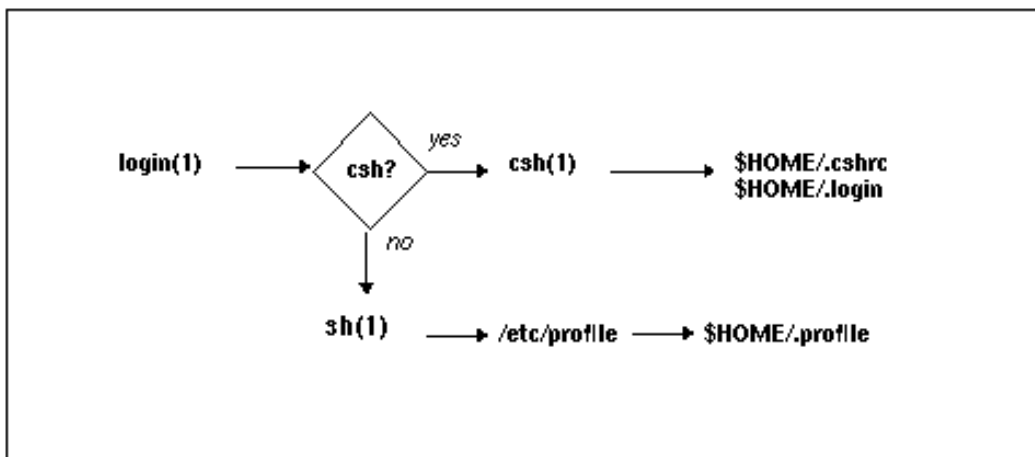 login(1)
csh?
yes
csh(1)
$HOME/.cshrc
$HOME/.login
no
sh(1)
/etc/profile
$HOME/.profile